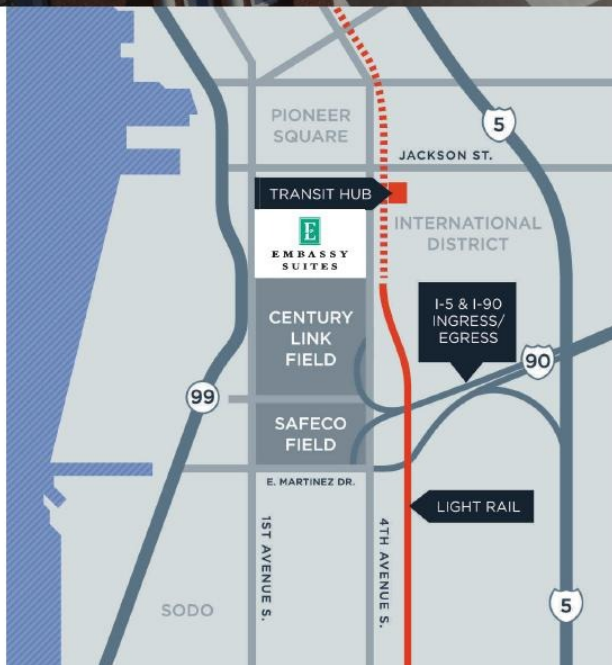 5
PIONEER
SQUARE
JACKSON ST.
TRANSIT HUB
E
EMBASSY
SUITES
INTERNATIONAL
DISTRICT
I-5 & I-90
INGRESS/
EGRESS
CENTURY
LINK
FIELD
90
99
SAFECO
FIELD
E. MARTINEZ DR.
1ST AVENUE S.
4TH AVENUE S.
LIGHT RAIL
SODO
5